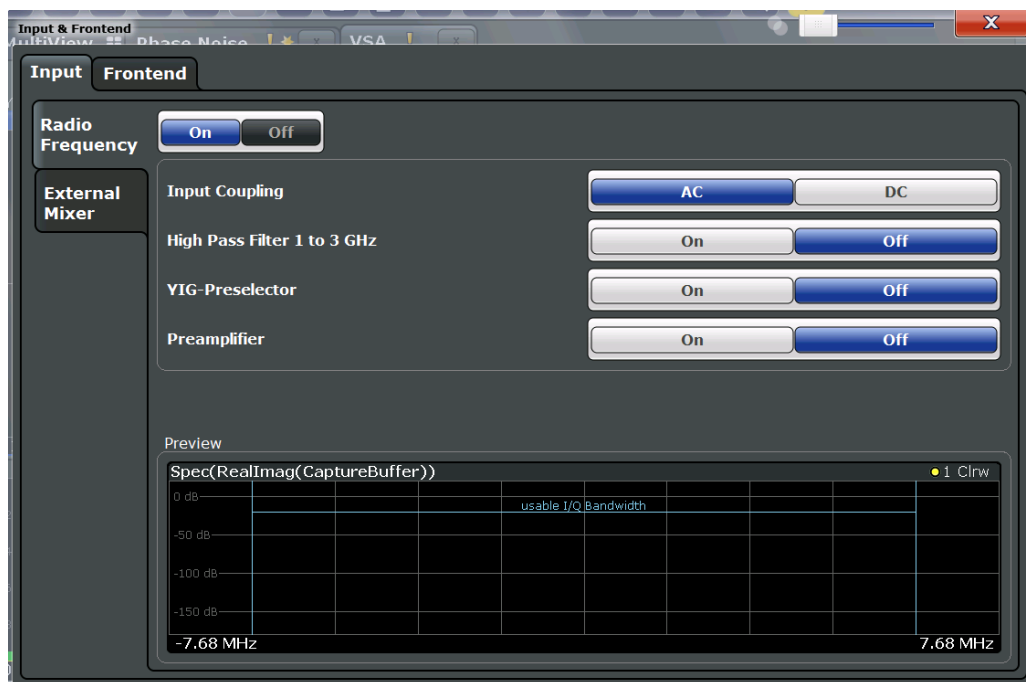 Input & Frontend
MultiView Phase Noise ! x VSA ! x
X
Input Frontend
Radio Frequency
On Off
External Mixer
Input Coupling AC DC
High Pass Filter 1 to 3 GHz On Off
YIG-Preselector On Off
Preamplifier On Off
Preview
Spec(RealImag(CaptureBuffer)) 1 Clrw
0 dB
usable I/Q Bandwidth
-50 dB
-100 dB
-150 dB
-7.68 MHz 7.68 MHz